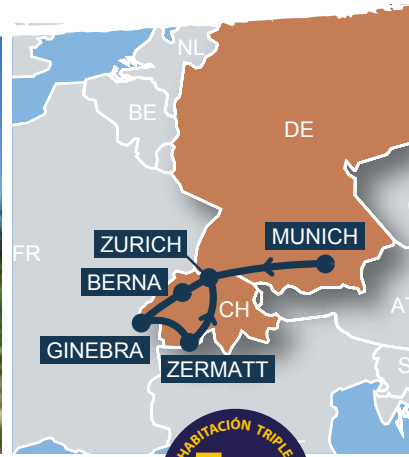 NL
BE
DE
FR
ZURICH
MUNICH
BERNA
CH
GINEBRA
ZERMATT
HABITACIÓN TRIPLE